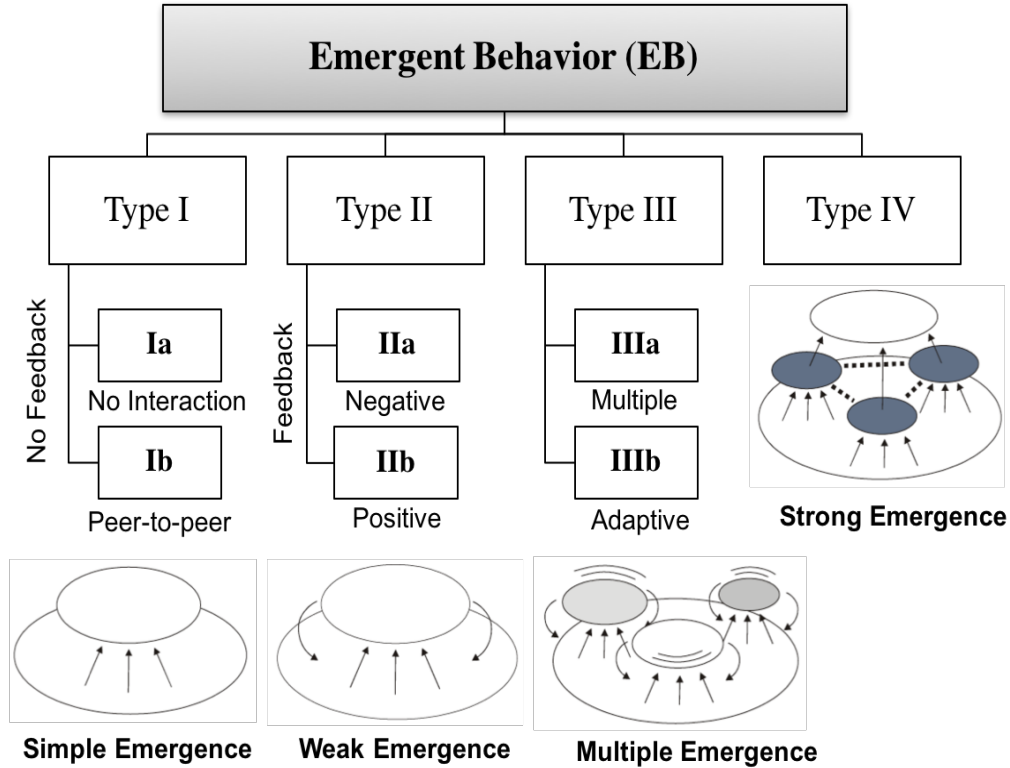 Emergent Behavior (EB)
Type I
Type II
Type III
Type IV
No Feedback
Ia
No Interaction
Ib
Peer-to-peer
Feedback
IIa
Negative
IIb
Positive
IIIa
Multiple
IIIb
Adaptive
Strong Emergence
Simple Emergence
Weak Emergence
Multiple Emergence